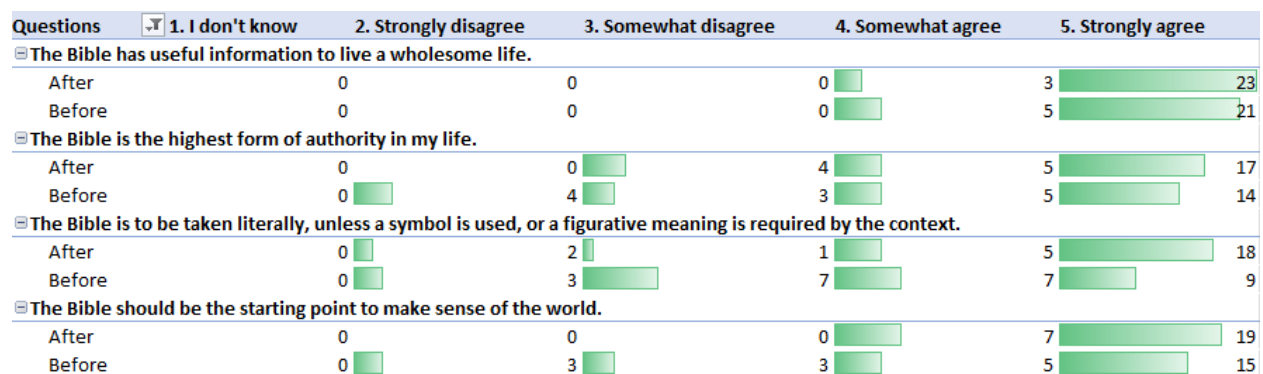 Questions 1. I don't know 2. Strongly disagree 3. Somewhat disagree 4. Somewhat agree 5. Strongly agree
The Bible has useful information to live a wholesome life.
After 0 0 0 3 23
Before 0 0 0 5 21
The Bible is the highest form of authority in my life.
After 0 0 4 5 17
Before 0 4 3 5 14
The Bible is to be taken literally, unless a symbol is used, or a figurative meaning is required by the context.
After 0 2 1 5 18
Before 0 3 7 7 9
The Bible should be the starting point to make sense of the world.
After 0 0 0 7 19
Before 0 3 3 5 15